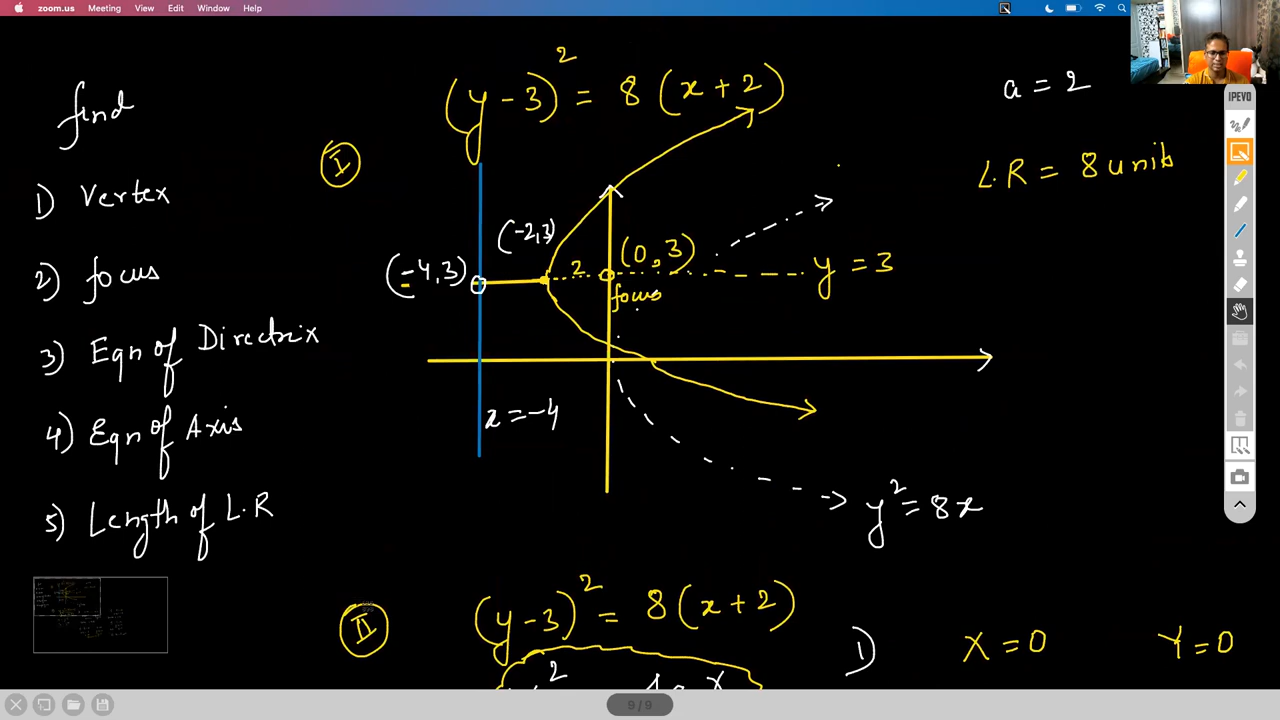 zoom.us Meeting View Edit Window Help
find
1) Vertex
2) focus
3) Eqn of Directrix
4) Eqn of Axis
5) Length of L.R
I
(y-3)² = 8(x+2)
a = 2
L.R = 8 units
(-2,3)
(-4,3)
2
(0,3)
focus
y = 3
x = -4
y² = 8x
II
(y-3)² = 8(x+2)
1) X = 0 Y = 0
IPEVO
9 / 9